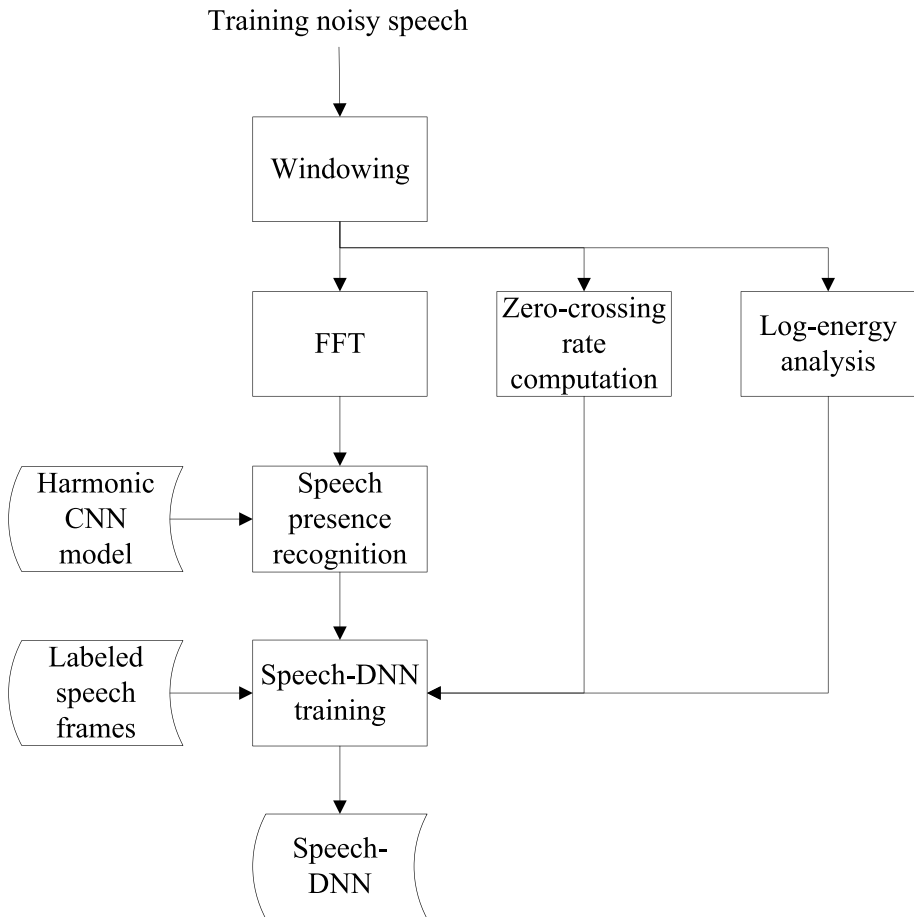 Training noisy speech
Windowing
FFT
Zero-crossing
rate
computation
Log-energy
analysis
Harmonic
CNN
model
Speech
presence
recognition
Labeled
speech
frames
Speech-DNN
training
Speech-
DNN